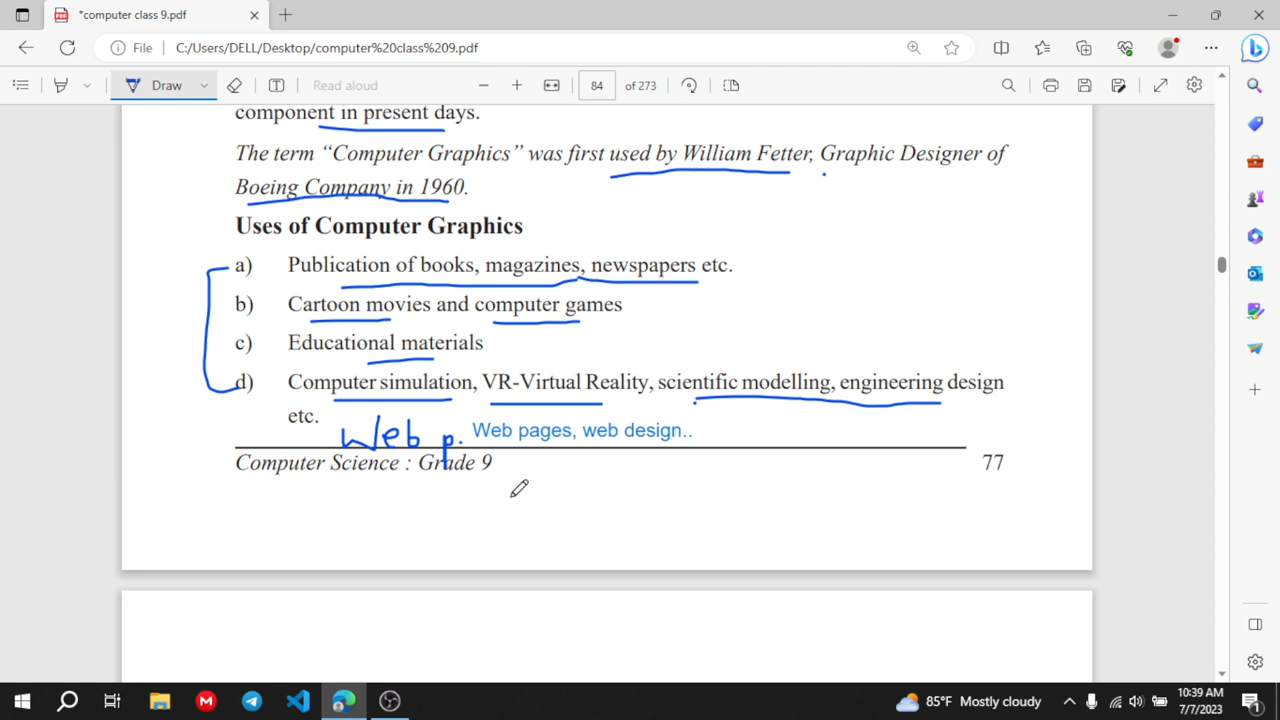 *computer class 9.pdf
File C:/Users/DELL/Desktop/computer%20class%209.pdf
Draw Read aloud 84 of 273
component in present days.
The term “Computer Graphics” was first used by William Fetter, Graphic Designer of
Boeing Company in 1960.
Uses of Computer Graphics
a) Publication of books, magazines, newspapers etc.
b) Cartoon movies and computer games
c) Educational materials
d) Computer simulation, VR-Virtual Reality, scientific modelling, engineering design
etc.
Web p. Web pages, web design..
Computer Science : Grade 9 77
85°F Mostly cloudy 10:39 AM
7/7/2023